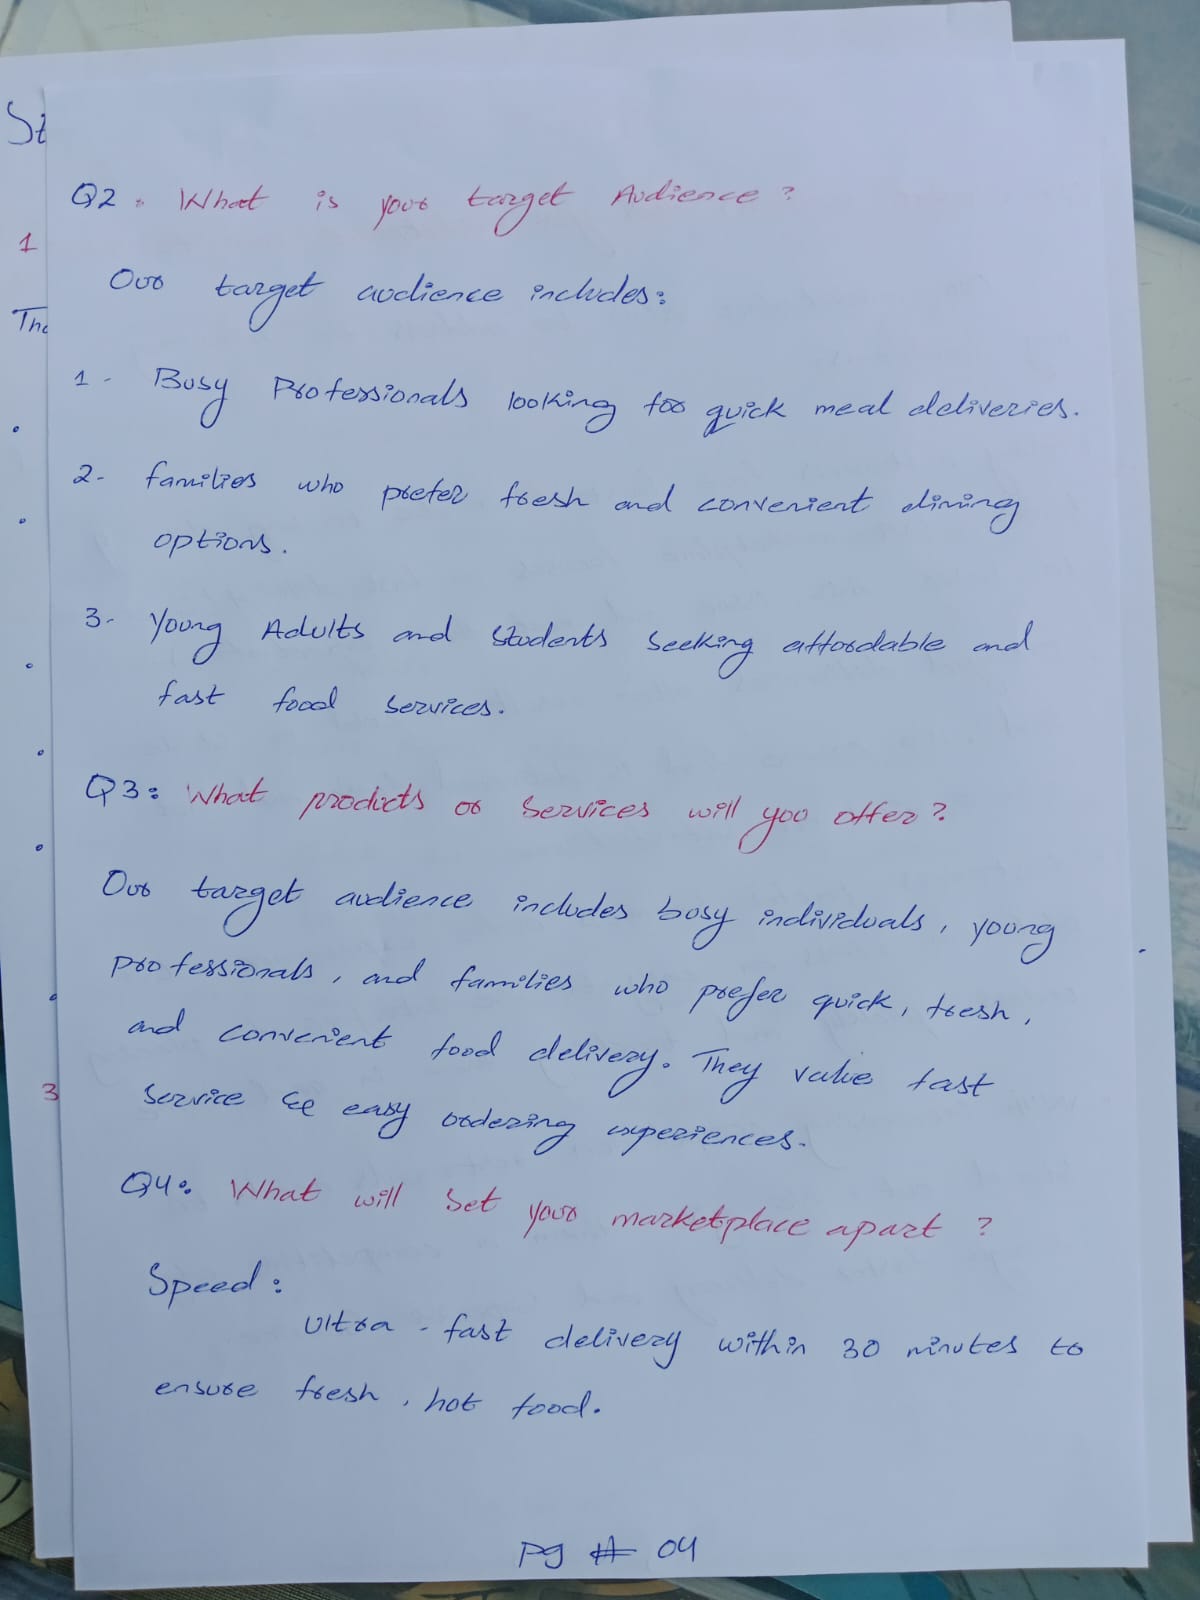 St
Q2. What is your target Audience?
1
Our target audience includes:
1- Busy Professionals looking for quick meal deliveries.
2- families who prefer fresh and convenient dining
options.
3- Young Adults and Students Seeking affordable and
fast food services.
Q3: What products or Services will you offer?
Our target audience includes busy individuals, young
professionals, and families who prefer quick, fresh,
and convenient food delivery. They value fast
3
Service & easy ordering experiences.
Q4: What will Set your marketplace apart?
Speed:
Ultra-fast delivery within 30 minutes to
ensure fresh, hot food.
Pg # 04